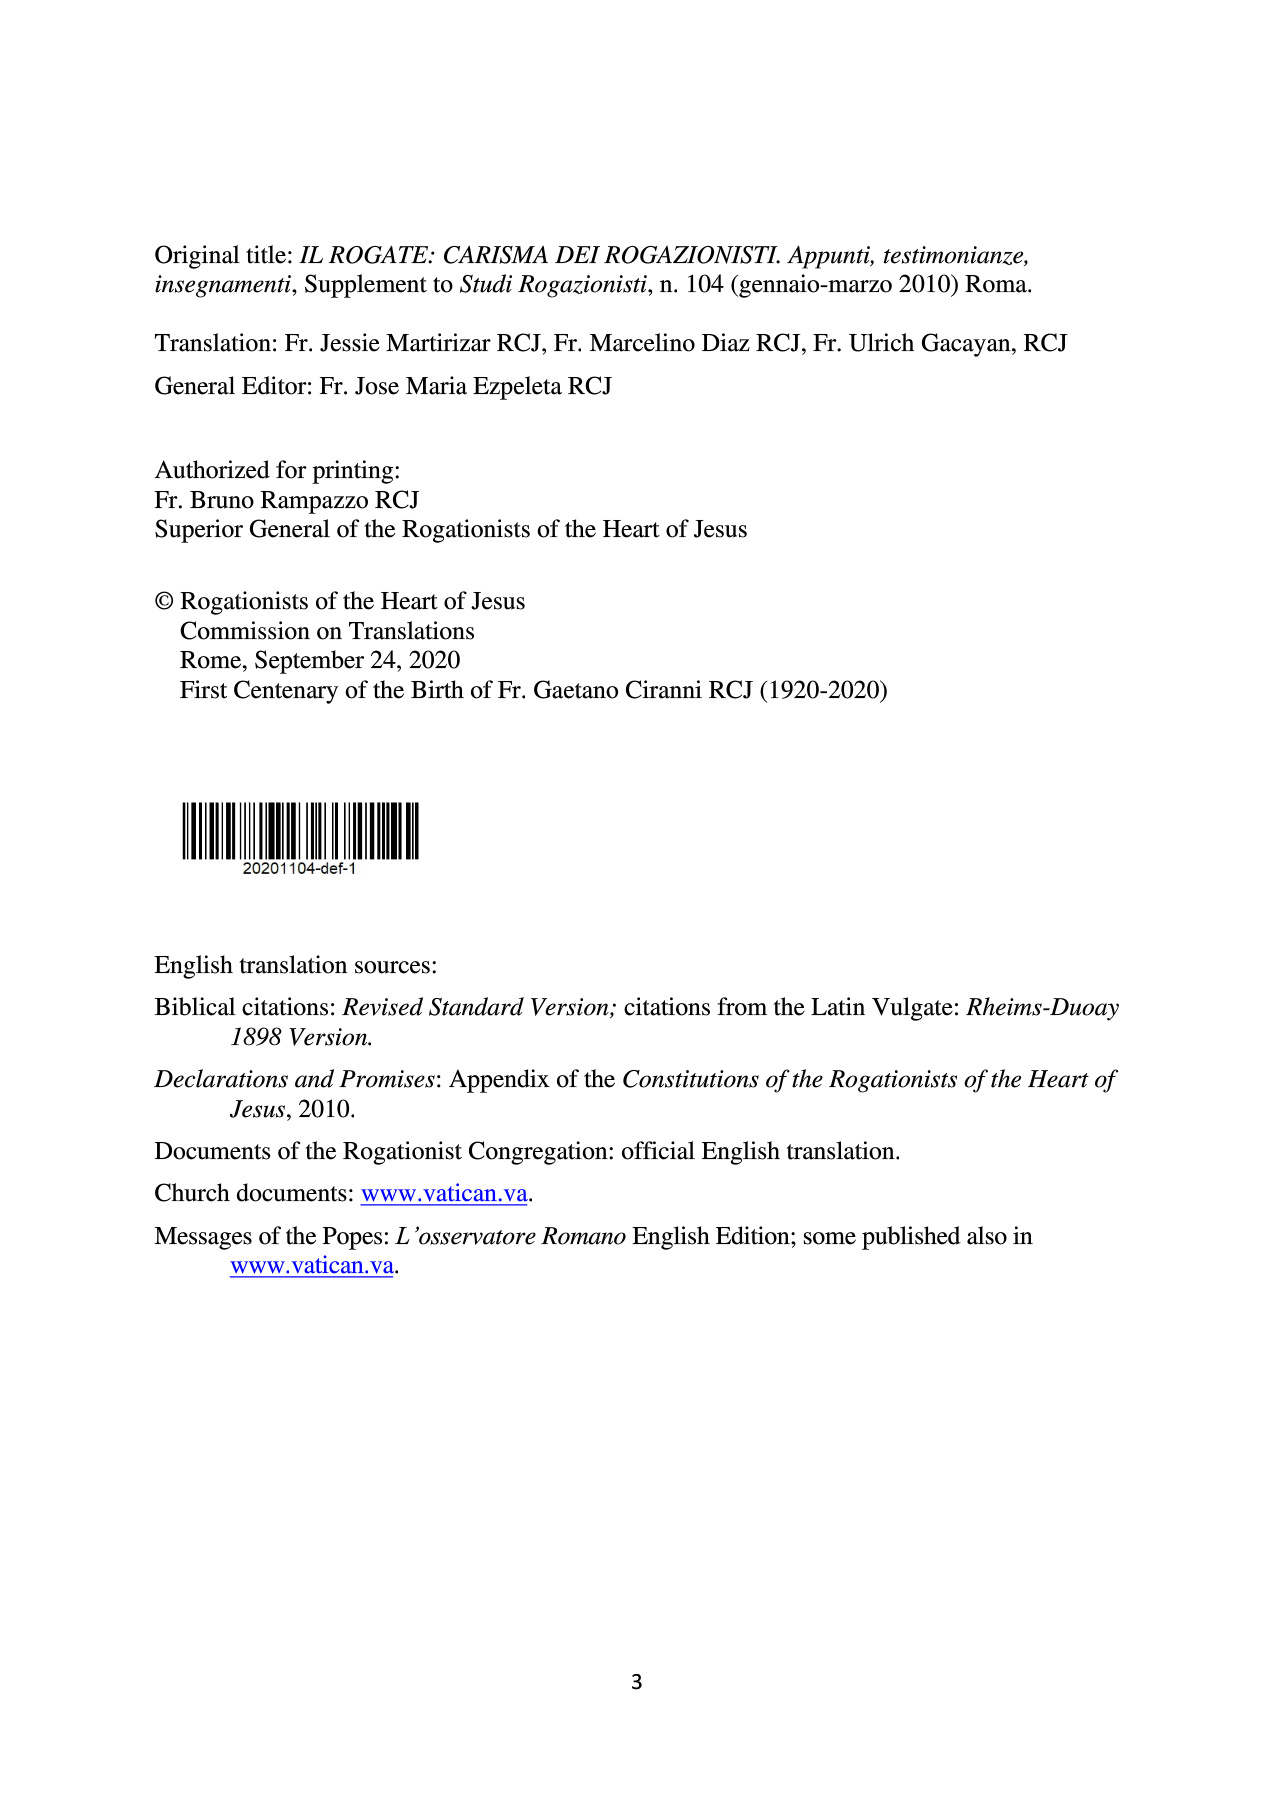 Original title: IL ROGATE: CARISMA DEI ROGAZIONISTI. Appunti, testimonianze,
insegnamenti, Supplement to Studi Rogazionisti, n. 104 (gennaio-marzo 2010) Roma.
Translation: Fr. Jessie Martirizar RCJ, Fr. Marcelino Diaz RCJ, Fr. Ulrich Gacayan, RCJ
General Editor: Fr. Jose Maria Ezpeleta RCJ
Authorized for printing:
Fr. Bruno Rampazzo RCJ
Superior General of the Rogationists of the Heart of Jesus
© Rogationists of the Heart of Jesus
Commission on Translations
Rome, September 24, 2020
First Centenary of the Birth of Fr. Gaetano Ciranni RCJ (1920-2020)
20201104-def-1
English translation sources:
Biblical citations: Revised Standard Version; citations from the Latin Vulgate: Rheims-Duoay
1898 Version.
Declarations and Promises: Appendix of the Constitutions of the Rogationists of the Heart of
Jesus, 2010.
Documents of the Rogationist Congregation: official English translation.
Church documents: www.vatican.va.
Messages of the Popes: L’osservatore Romano English Edition; some published also in
www.vatican.va.
3